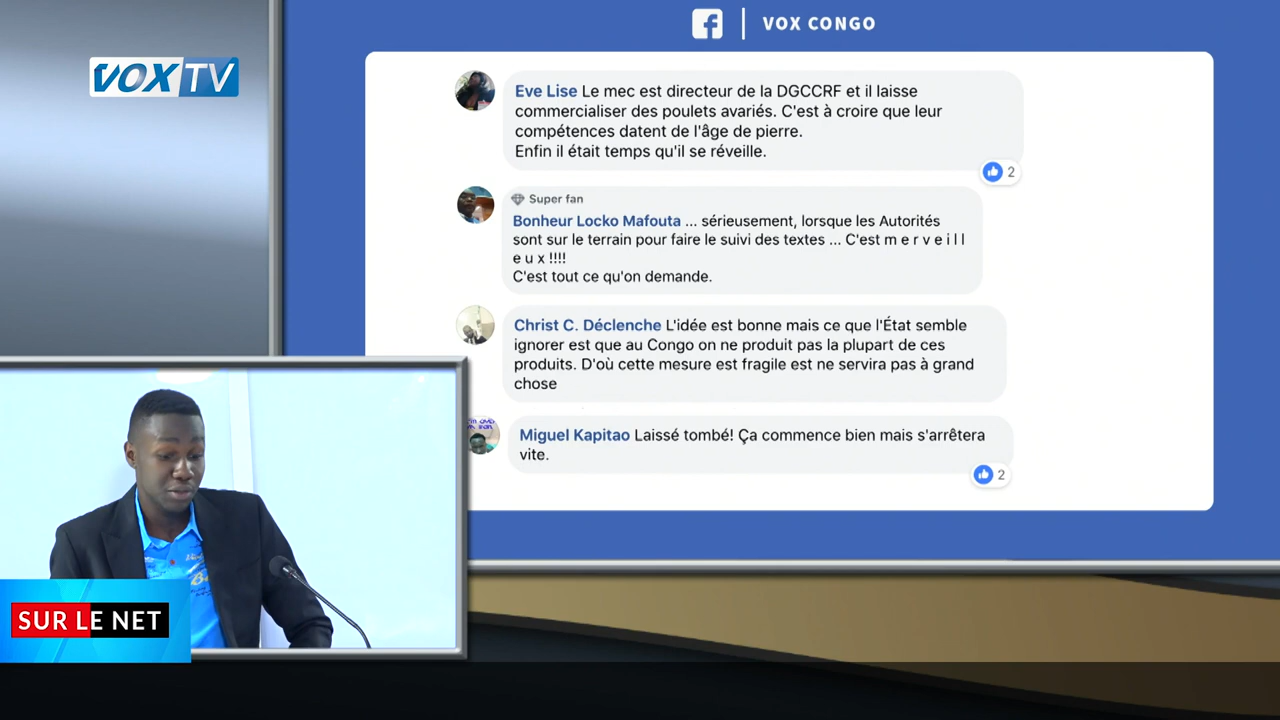 VOX CONGO
VOXTV
Eve Lise Le mec est directeur de la DGCCRF et il laisse
commercialiser des poulets avariés. C'est à croire que leur
compétences datent de l'âge de pierre.
Enfin il était temps qu'il se réveille.
2
Super fan
Bonheur Locko Mafouta ... sérieusement, lorsque les Autorités
sont sur le terrain pour faire le suivi des textes ... C'est m e r v e i l l
e u x !!!!
C'est tout ce qu'on demande.
Christ C. Déclenche L'idée est bonne mais ce que l'État semble
ignorer est que au Congo on ne produit pas la plupart de ces
produits. D'où cette mesure est fragile est ne servira pas à grand
chose
Miguel Kapitao Laissé tombé! Ça commence bien mais s'arrêtera
vite.
2
SUR LE NET